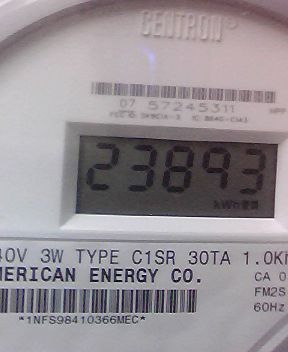 CENTRON®
07 57245311
23893
kWh
40V 3W TYPE C1SR 30TA 1.0K
MERICAN ENERGY CO.
CA 0
FM2S
60Hz
*1NFS98410366MEC*